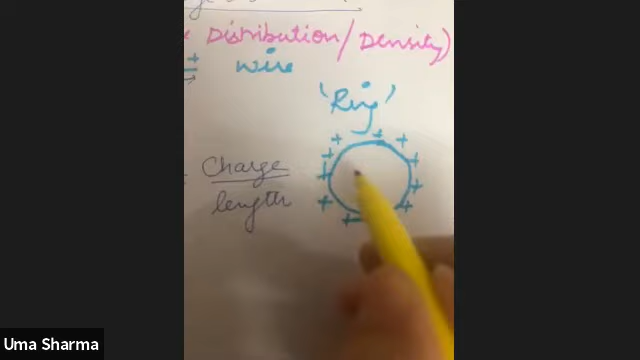 Distribution/Density)
wire
'Ring'
Charge
length
Uma Sharma